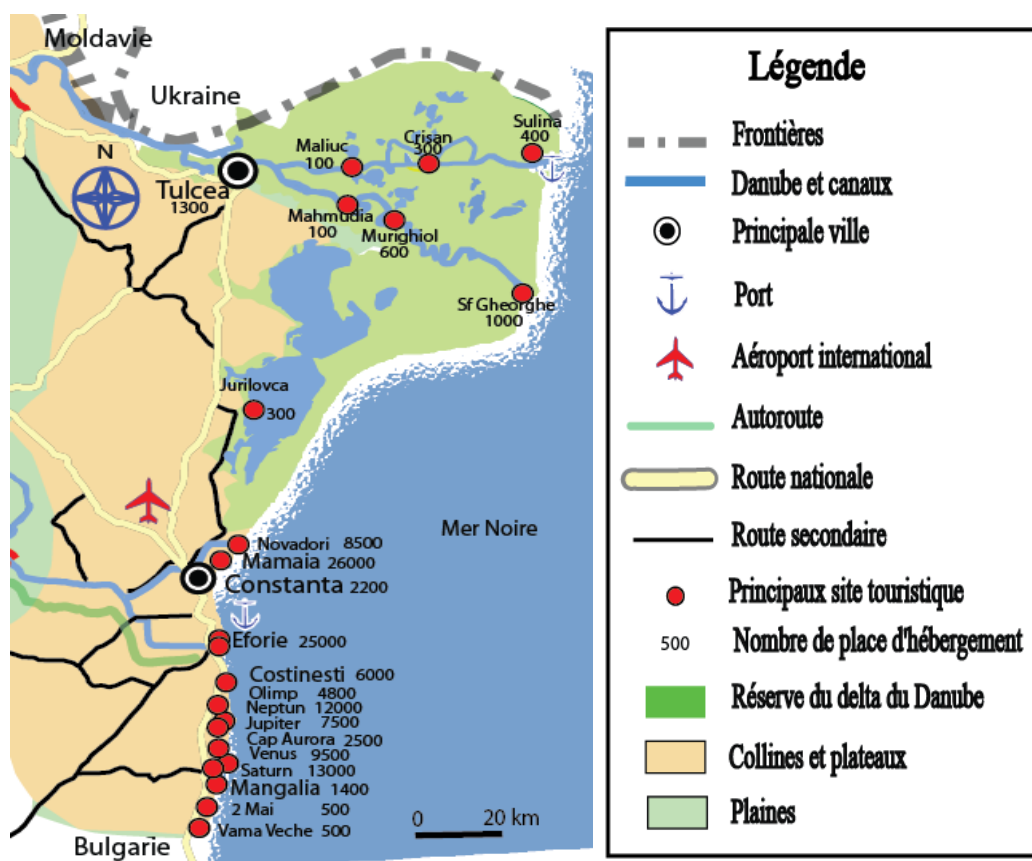 Moldavie
Ukraine
N
Tulcea
1300
Maliuc
100
Crisan
300
Sulina
400
Mahmudia
100
Murighiol
600
Sf Gheorghe
1000
Jurilovca
300
Mer Noire
Novadori 8500
Mamaia 26000
Constanta 2200
Eforie 25000
Costinesti 6000
Olimp 4800
Neptun 12000
Jupiter 7500
Cap Aurora 2500
Venus 9500
Saturn 13000
Mangalia 1400
2 Mai 500
Vama Veche 500
Bulgarie
0 20 km
Légende
Frontières
Danube et canaux
Principale ville
Port
Aéroport international
Autoroute
Route nationale
Route secondaire
Principaux site touristique
500 Nombre de place d'hébergement
Réserve du delta du Danube
Collines et plateaux
Plaines